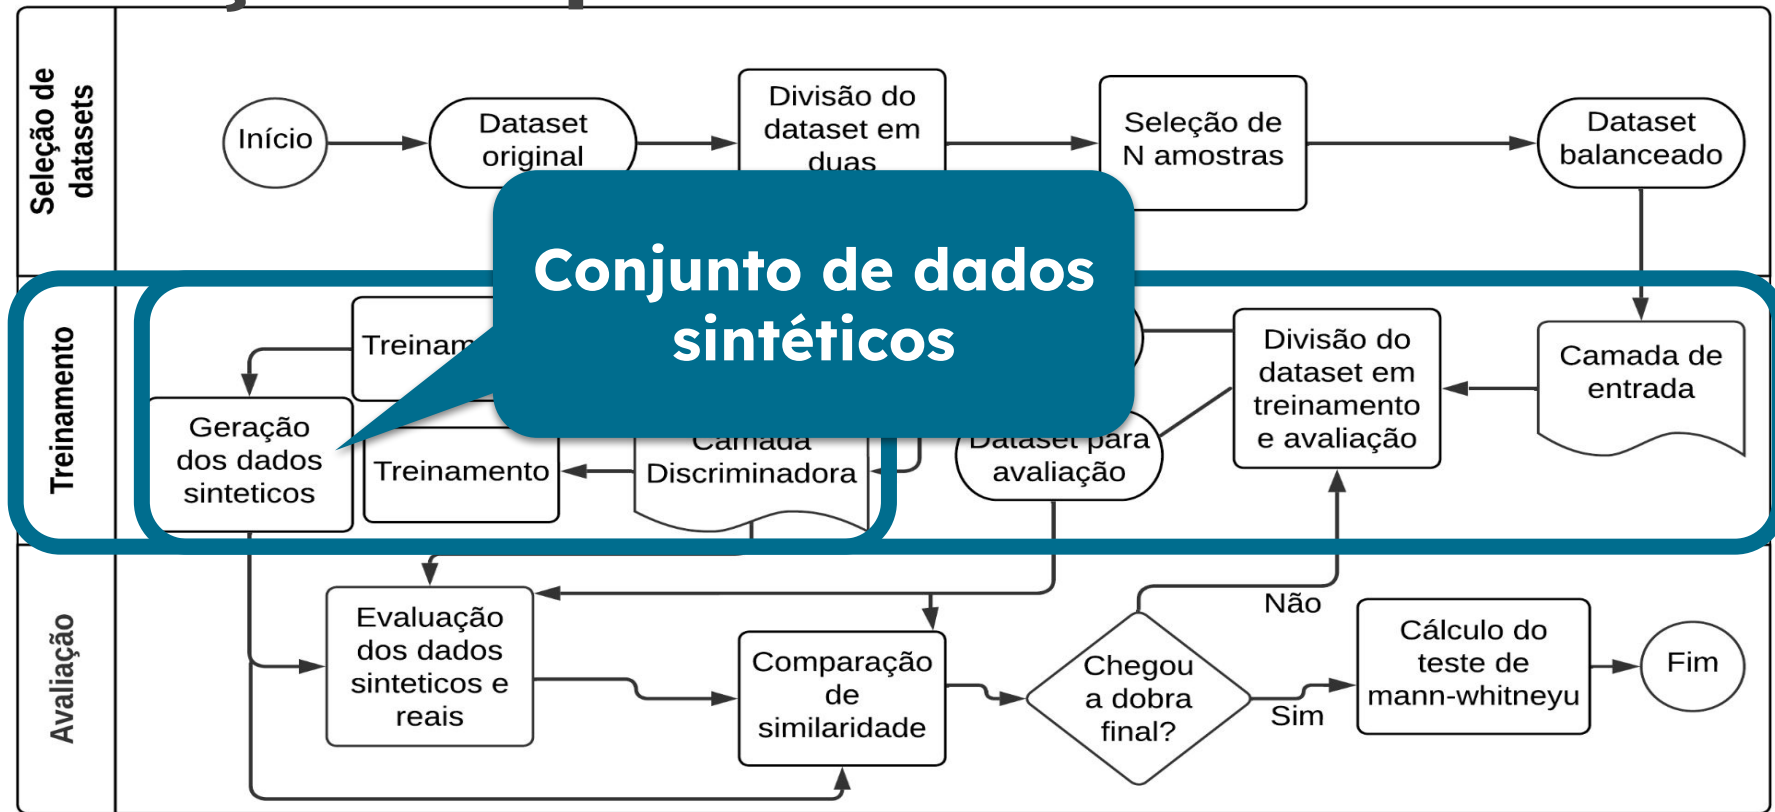 Seleção de
datasets
Início
Dataset
original
Divisão do
dataset em
duas
Seleção de
N amostras
Dataset
balanceado
Conjunto de dados
sintéticos
Treinamento
Geração
dos dados
sinteticos
Treinamento
Camada
Discriminadora
Dataset para
avaliação
Divisão do
dataset em
treinamento
e avaliação
Camada de
entrada
Avaliação
Evaluação
dos dados
sinteticos e
reais
Comparação
de
similaridade
Chegou
a dobra
final?
Não
Sim
Cálculo do
teste de
mann-whitneyu
Fim